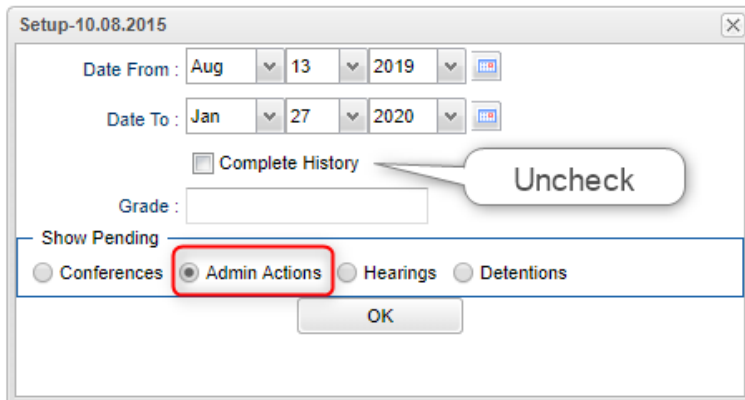 Setup-10.08.2015
Date From : Aug 13 2019
Date To : Jan 27 2020
Complete History
Uncheck
Grade :
Show Pending
Conferences Admin Actions Hearings Detentions
OK